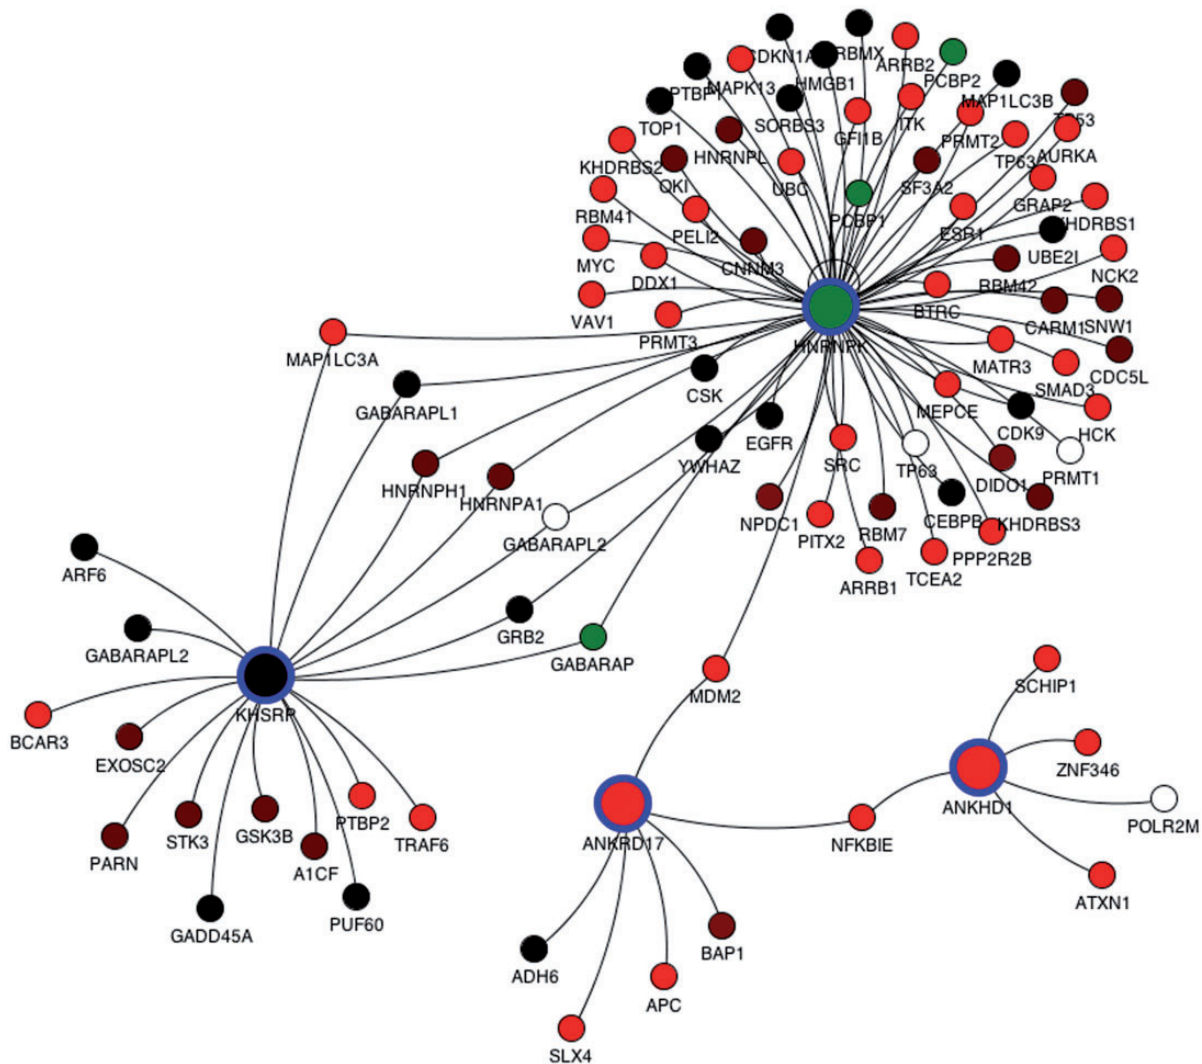 CDKN1A
RBMX
ARRB2
PCBP2
PTBP1
MAPK13
HMGB1
MAP1LC3B
TOP1
SORBS3
GFI1B
ITK
PRMT2
TP53
KHDRBS2
HNRNPL
TP63
AURKA
QKI
UBC
SF3A2
GRAP2
RBM41
PELI2
PCBP1
ESR1
KHDRBS1
MYC
DDX1
CNNM3
UBE2I
NCK2
VAV1
PRMT3
HNRNPK
BTRC
RBM42
CARM1
SNW1
MAP1LC3A
MATR3
SMAD3
CDC5L
GABARAPL1
CSK
MEPCE
CDK9
HCK
EGFR
HNRNPH1
HNRNPA1
YWHAZ
SRC
TP63
DIDO1
PRMT1
GABARAPL2
NPDC1
PITX2
RBM7
CEBPB
KHDRBS3
ARRB1
TCEA2
PPP2R2B
ARF6
GRB2
GABARAP
GABARAPL2
MDM2
SCHIP1
KHSRP
BCAR3
EXOSC2
ZNF346
ANKHD1
POLR2M
PARN
STK3
GSK3B
A1CF
PTBP2
TRAF6
ANKRD17
NFKBIE
ATXN1
GADD45A
PUF60
ADH6
BAP1
APC
SLX4